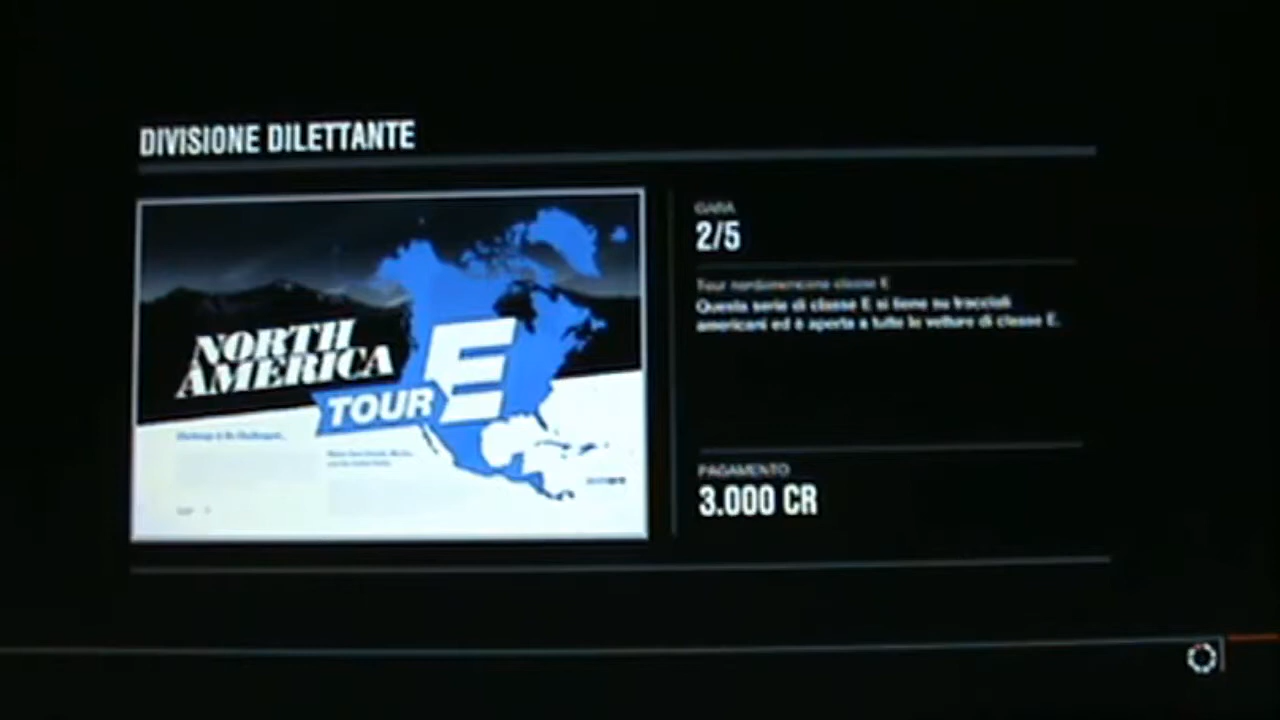 DIVISIONE DILETTANTE
NORTH
AMERICA
TOUR
E
GARA
2/5
Tour nordamericano classe E
Questa serie di classe E si tiene su tracciati
americani ed è aperta a tutte le vetture di classe E.
PAGAMENTO
3.000 CR